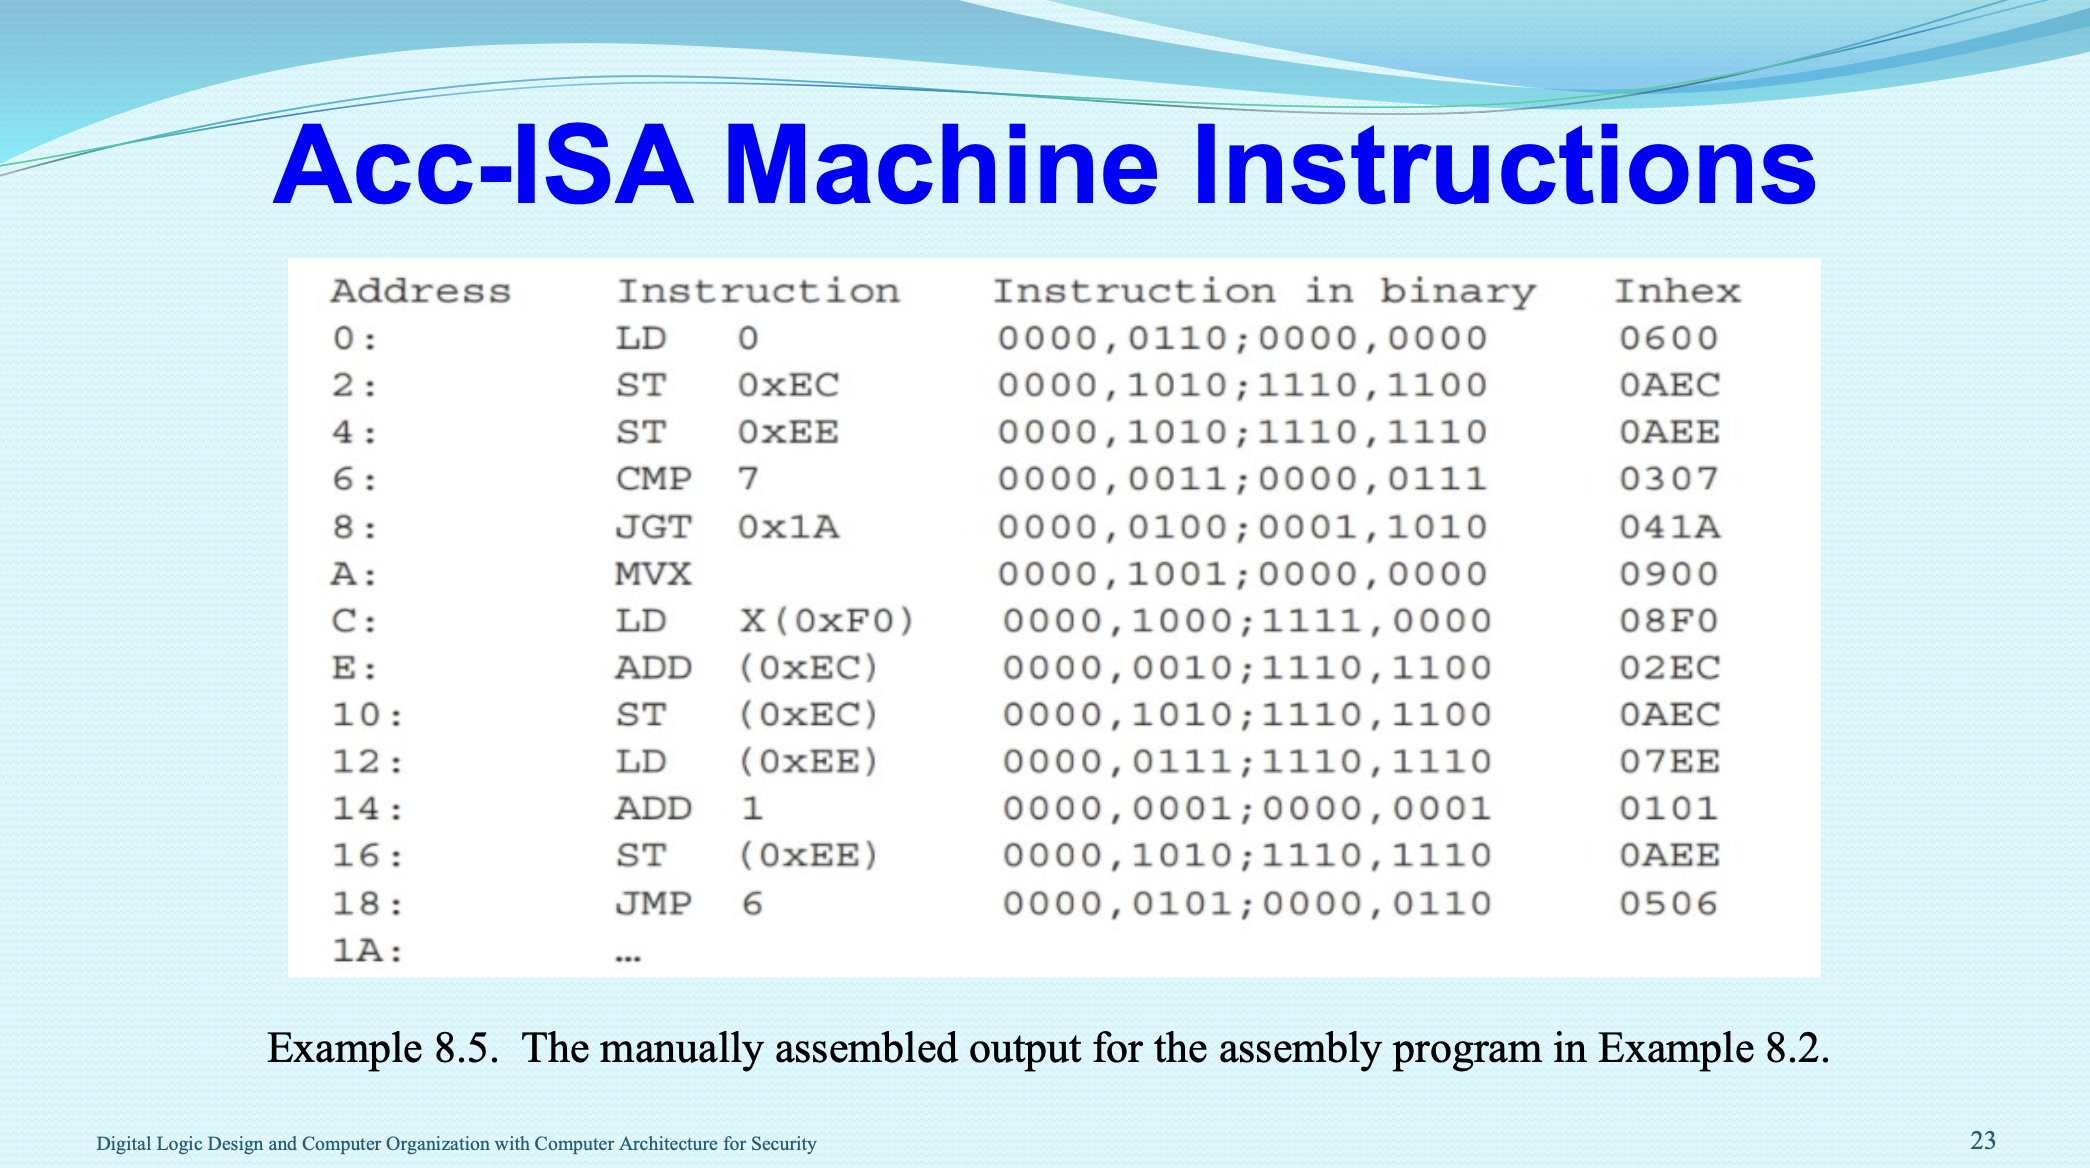 Acc-ISA Machine Instructions
Address Instruction Instruction in binary Inhex
0: LD 0 0000,0110;0000,0000 0600
2: ST 0xEC 0000,1010;1110,1100 0AEC
4: ST 0xEE 0000,1010;1110,1110 0AEE
6: CMP 7 0000,0011;0000,0111 0307
8: JGT 0x1A 0000,0100;0001,1010 041A
A: MVX 0000,1001;0000,0000 0900
C: LD X(0xF0) 0000,1000;1111,0000 08F0
E: ADD (0xEC) 0000,0010;1110,1100 02EC
10: ST (0xEC) 0000,1010;1110,1100 0AEC
12: LD (0xEE) 0000,0111;1110,1110 07EE
14: ADD 1 0000,0001;0000,0001 0101
16: ST (0xEE) 0000,1010;1110,1110 0AEE
18: JMP 6 0000,0101;0000,0110 0506
1A: …
Example 8.5. The manually assembled output for the assembly program in Example 8.2.
Digital Logic Design and Computer Organization with Computer Architecture for Security
23